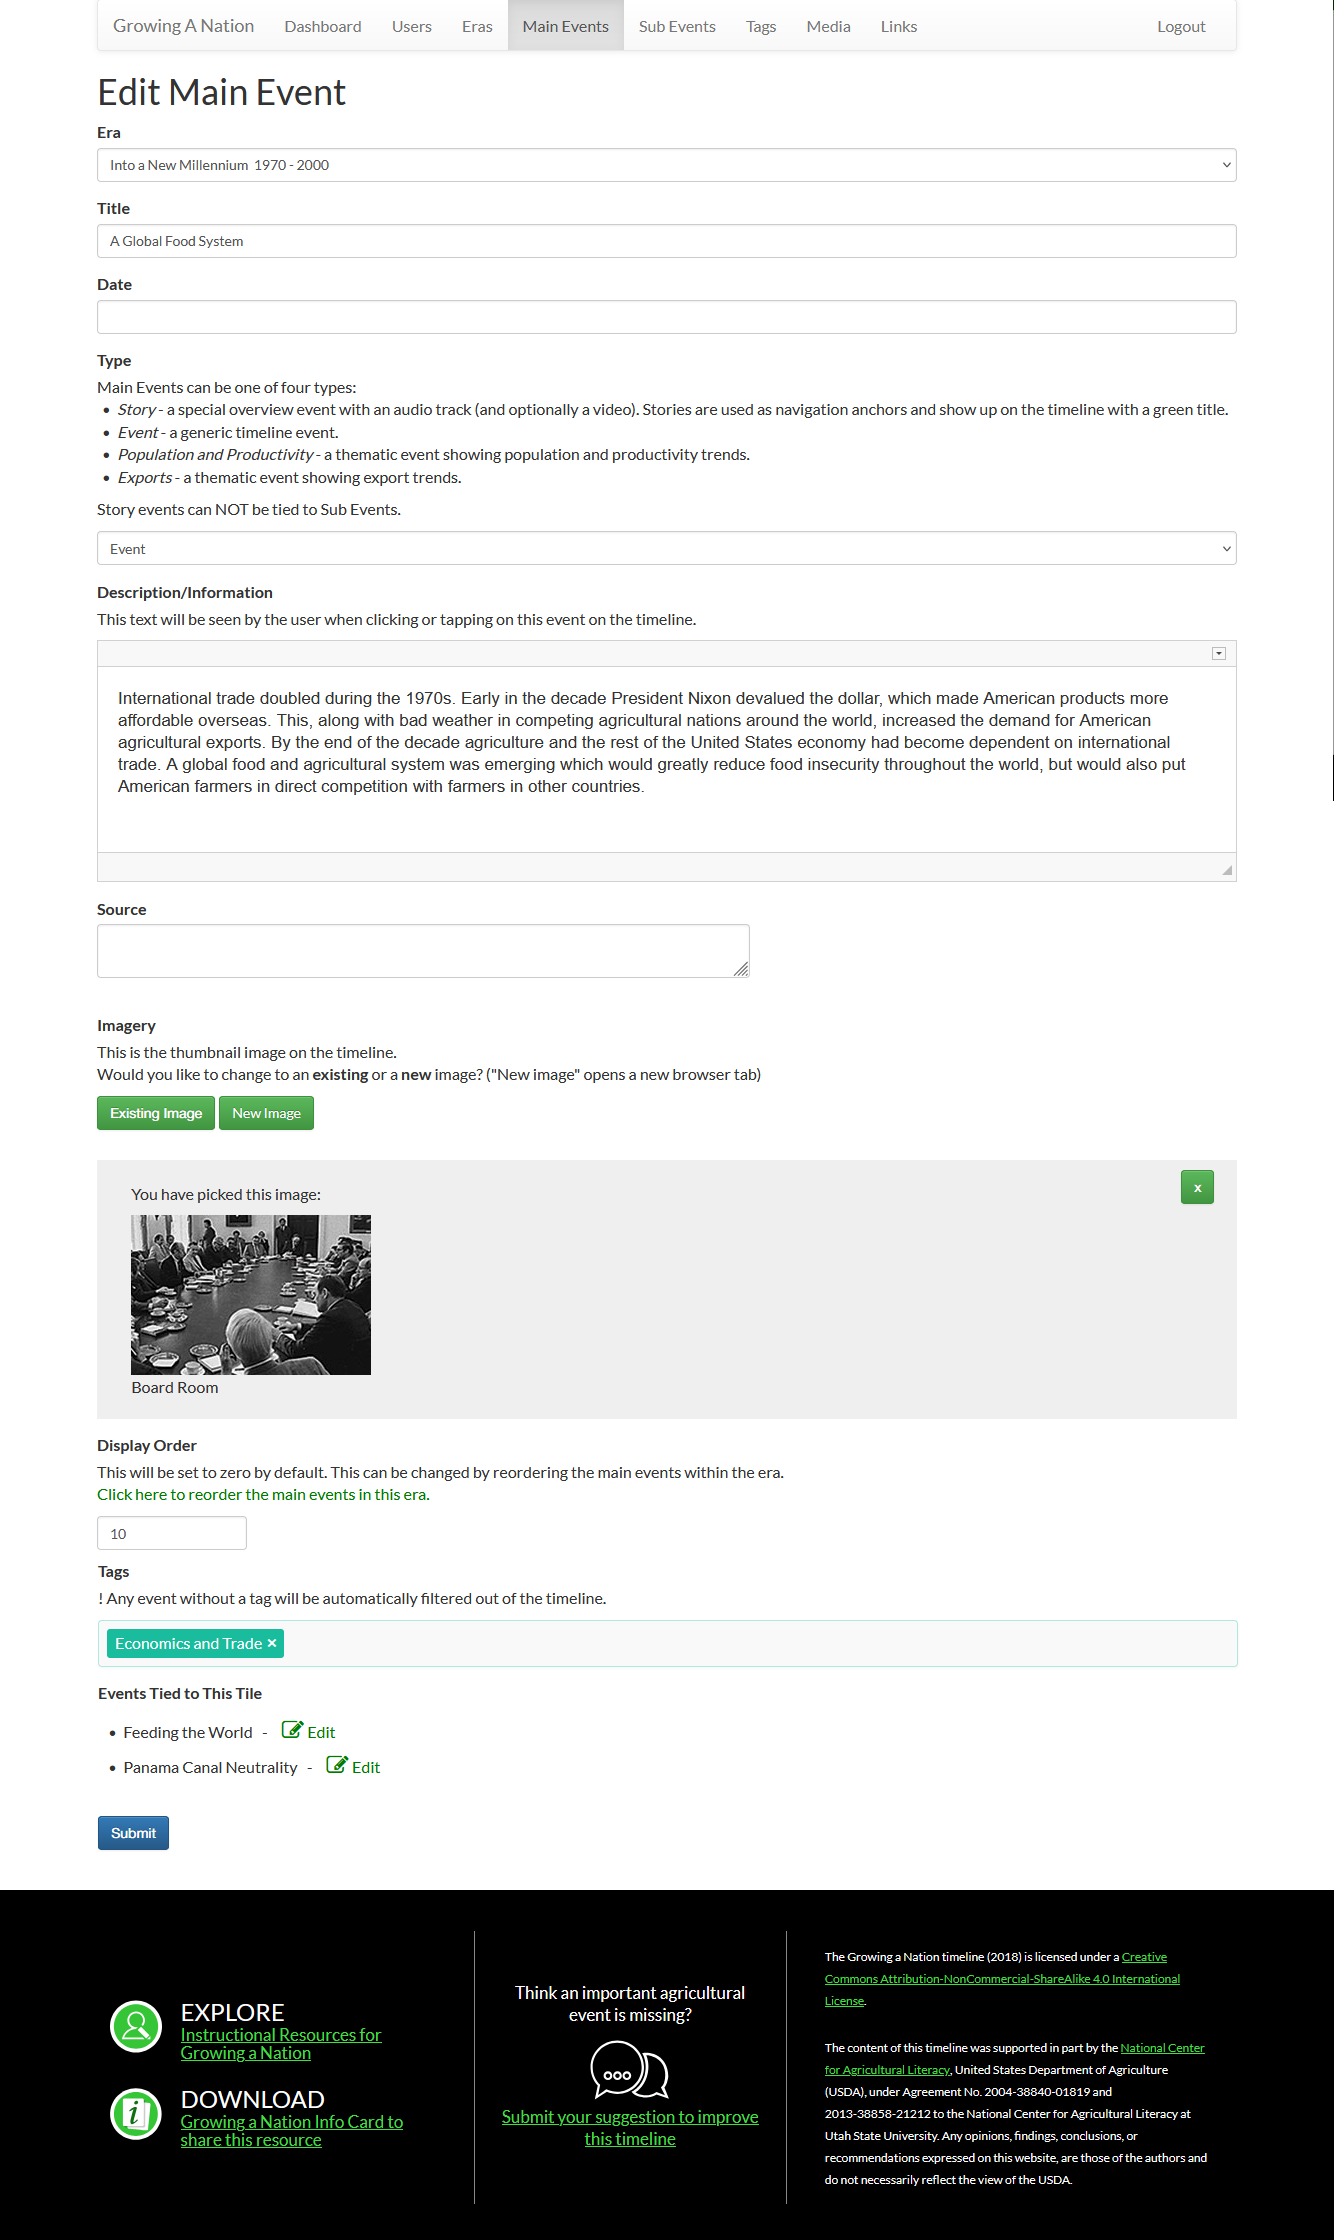 Growing A Nation Dashboard Users Eras Main Events Sub Events Tags Media Links Logout
Edit Main Event
Era
Into a New Millennium 1970 - 2000
Title
A Global Food System
Date
Type
Main Events can be one of four types:
• Story - a special overview event with an audio track (and optionally a video). Stories are used as navigation anchors and show up on the timeline with a green title.
• Event - a generic timeline event.
• Population and Productivity - a thematic event showing population and productivity trends.
• Exports - a thematic event showing export trends.
Story events can NOT be tied to Sub Events.
Event
Description/Information
This text will be seen by the user when clicking or tapping on this event on the timeline.
International trade doubled during the 1970s. Early in the decade President Nixon devalued the dollar, which made American products more
affordable overseas. This, along with bad weather in competing agricultural nations around the world, increased the demand for American
agricultural exports. By the end of the decade agriculture and the rest of the United States economy had become dependent on international
trade. A global food and agricultural system was emerging which would greatly reduce food insecurity throughout the world, but would also put
American farmers in direct competition with farmers in other countries.
Source
Imagery
This is the thumbnail image on the timeline.
Would you like to change to an existing or a new image? ("New image" opens a new browser tab)
Existing Image New Image
You have picked this image:
x
Board Room
Display Order
This will be set to zero by default. This can be changed by reordering the main events within the era.
Click here to reorder the main events in this era.
10
Tags
! Any event without a tag will be automatically filtered out of the timeline.
Economics and Trade ×
Events Tied to This Tile
• Feeding the World - Edit
• Panama Canal Neutrality - Edit
Submit
EXPLORE
Instructional Resources for
Growing a Nation
DOWNLOAD
Growing a Nation Info Card to
share this resource
Think an important agricultural
event is missing?
Submit your suggestion to improve
this timeline
The Growing a Nation timeline (2018) is licensed under a Creative
Commons Attribution-NonCommercial-ShareAlike 4.0 International
License.
The content of this timeline was supported in part by the National Center
for Agricultural Literacy, United States Department of Agriculture
(USDA), under Agreement No. 2004-38840-01819 and
2013-38858-21212 to the National Center for Agricultural Literacy at
Utah State University. Any opinions, findings, conclusions, or
recommendations expressed on this website, are those of the authors and
do not necessarily reflect the view of the USDA.